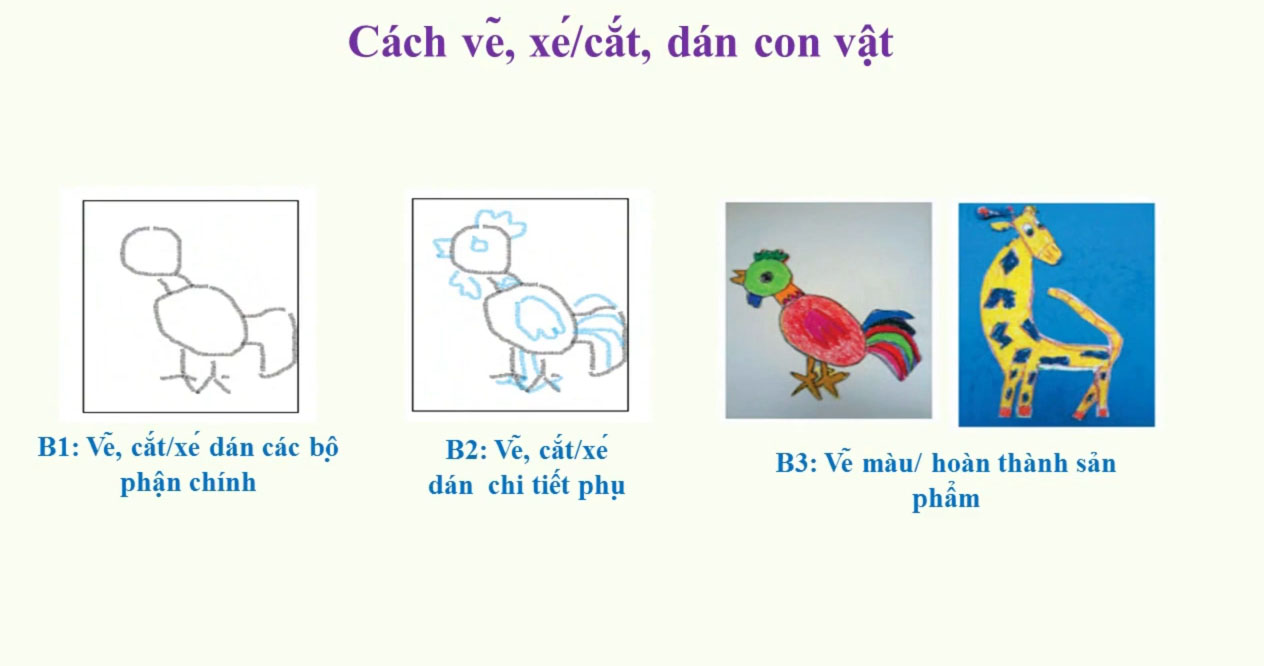 Cách vẽ, xé/cắt, dán con vật
B1: Vẽ, cắt/xé dán các bộ
phận chính
B2: Vẽ, cắt/xé
dán chi tiết phụ
B3: Vẽ màu/ hoàn thành sản
phẩm